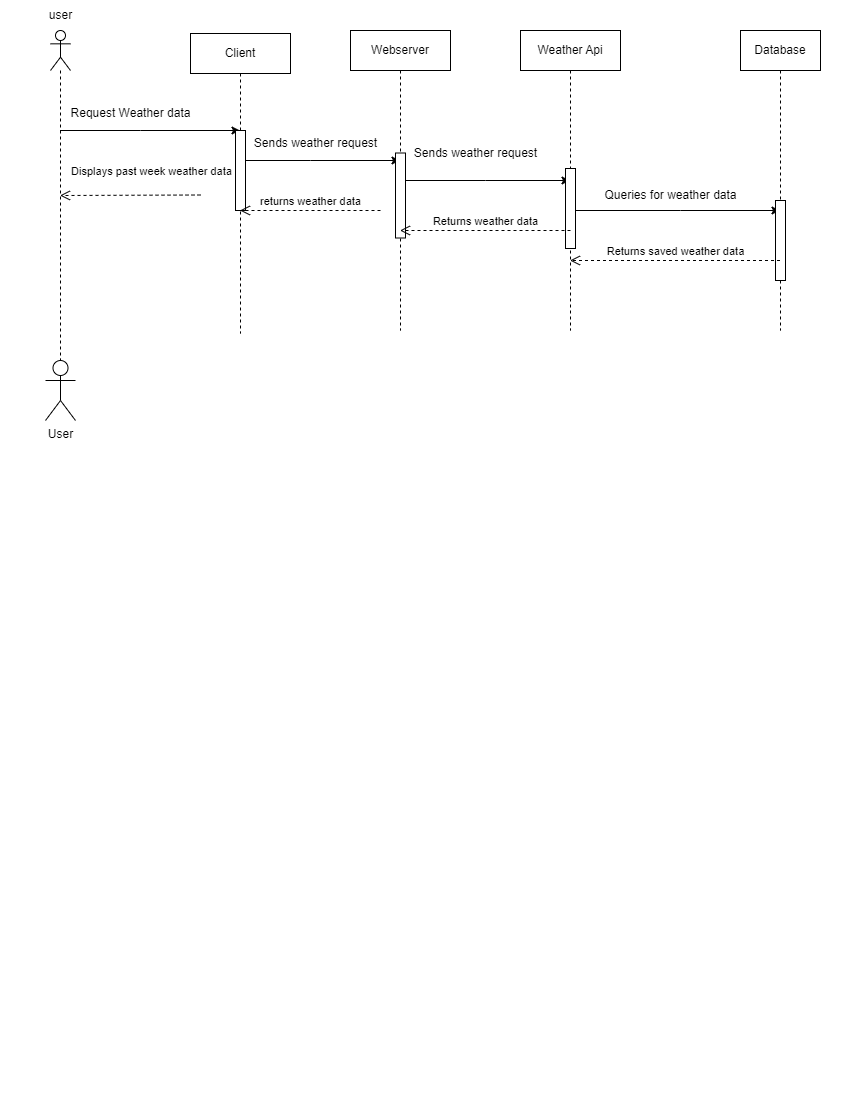 user
Client
Webserver
Weather Api
Database
Request Weather data
Sends weather request
Sends weather request
Displays past week weather data
Queries for weather data
returns weather data
Returns weather data
Returns saved weather data
User